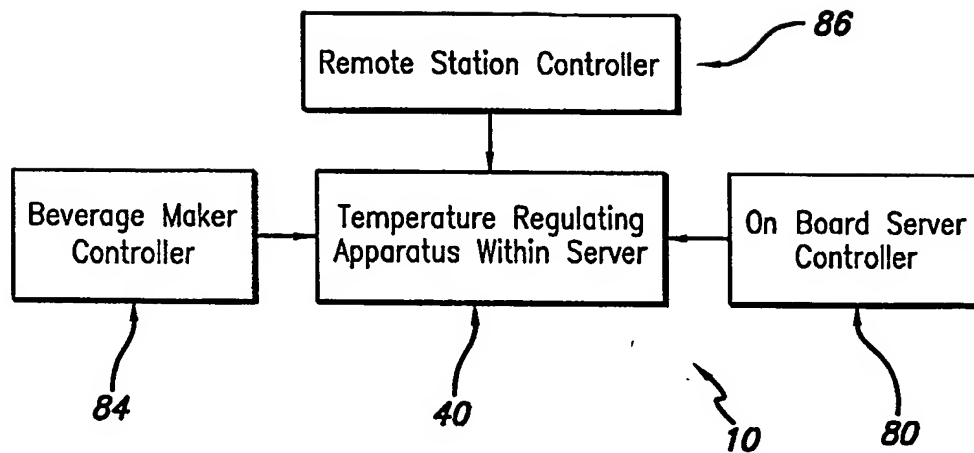 86
Remote Station Controller
Beverage Maker
Controller
Temperature Regulating
Apparatus Within Server
On Board Server
Controller
84
40
10
80